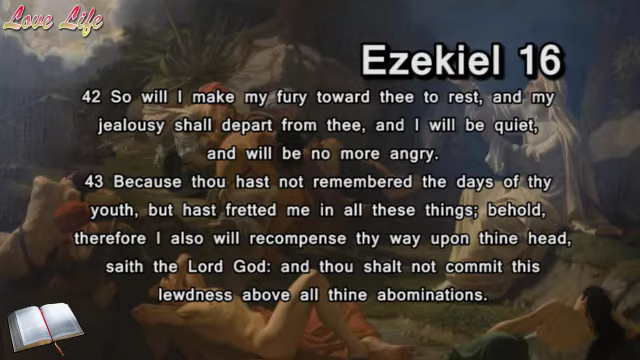 Love Life
Ezekiel 16
42 So will I make my fury toward thee to rest, and my
jealousy shall depart from thee, and I will be quiet,
and will be no more angry.
43 Because thou hast not remembered the days of thy
youth, but hast fretted me in all these things; behold,
therefore I also will recompense thy way upon thine head,
saith the Lord God: and thou shalt not commit this
lewdness above all thine abominations.